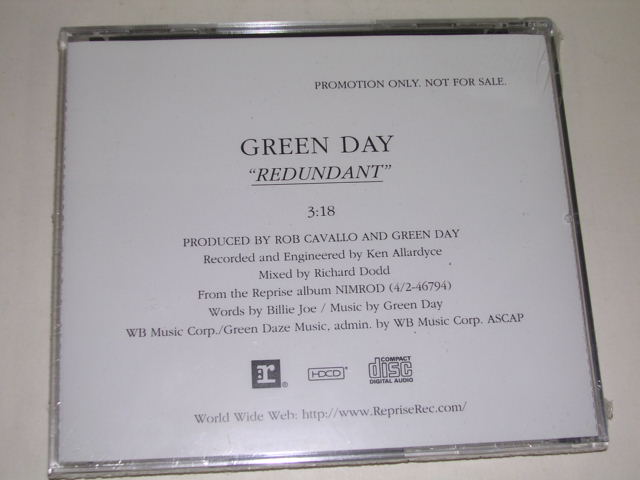 PROMOTION ONLY. NOT FOR SALE.
GREEN DAY
“REDUNDANT”
3:18
PRODUCED BY ROB CAVALLO AND GREEN DAY
Recorded and Engineered by Ken Allardyce
Mixed by Richard Dodd
From the Reprise album NIMROD (4/2-46794)
Words by Billie Joe / Music by Green Day
WB Music Corp./Green Daze Music, admin. by WB Music Corp. ASCAP
r ® HDCD® COMPACT disc DIGITAL AUDIO
World Wide Web: http://www.RepriseRec.com/